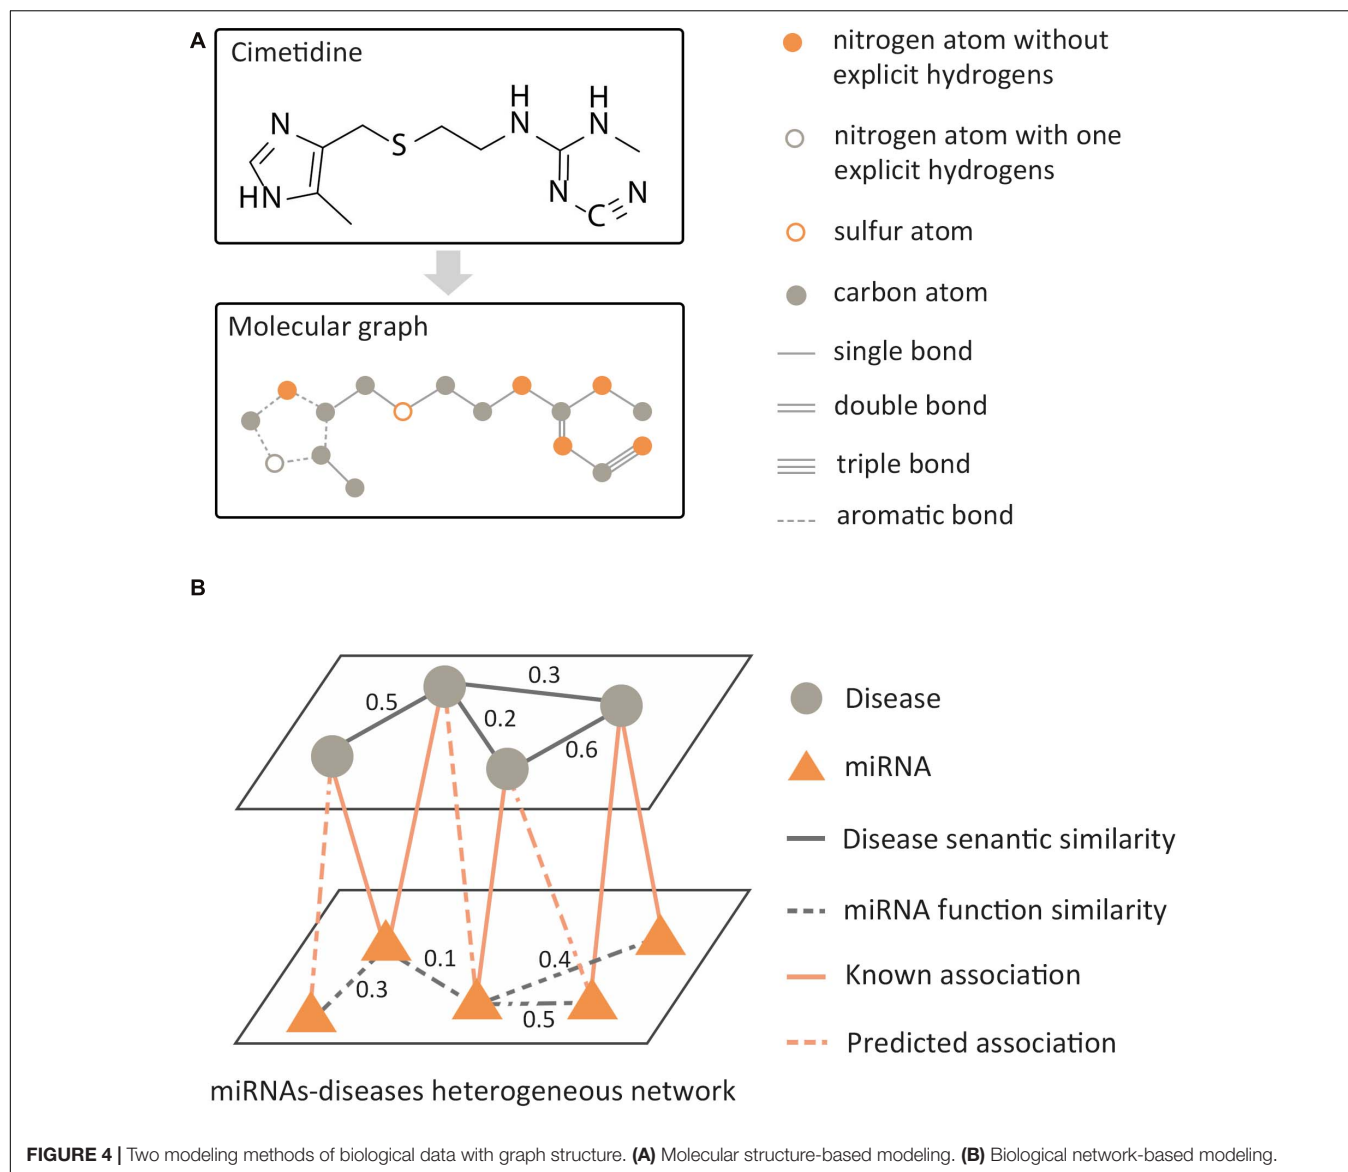 A
Cimetidine
H
H
N
N
N
S
HN
N
N
C
Molecular graph
nitrogen atom without
explicit hydrogens
nitrogen atom with one
explicit hydrogens
sulfur atom
carbon atom
single bond
double bond
triple bond
aromatic bond
B
0.3
0.5
0.2
0.6
0.1
0.4
0.3
0.5
miRNAs-diseases heterogeneous network
Disease
miRNA
Disease senantic similarity
miRNA function similarity
Known association
Predicted association
FIGURE 4 | Two modeling methods of biological data with graph structure. (A) Molecular structure-based modeling. (B) Biological network-based modeling.